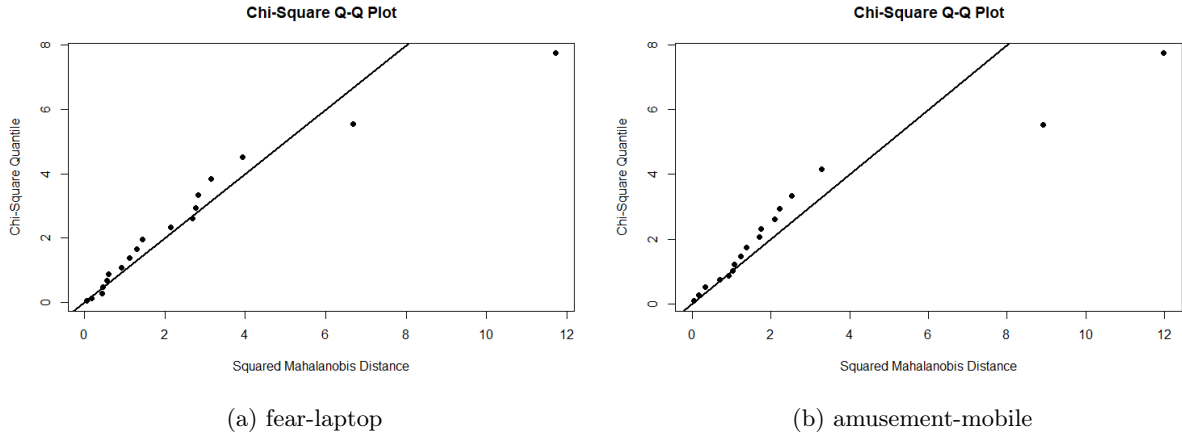 Chi-Square Q-Q Plot
Chi-Square Quantile
8
6
4
2
0
0 2 4 6 8 10 12
Squared Mahalanobis Distance
(a) fear-laptop
Chi-Square Q-Q Plot
Chi-Square Quantile
8
6
4
2
0
0 2 4 6 8 10 12
Squared Mahalanobis Distance
(b) amusement-mobile